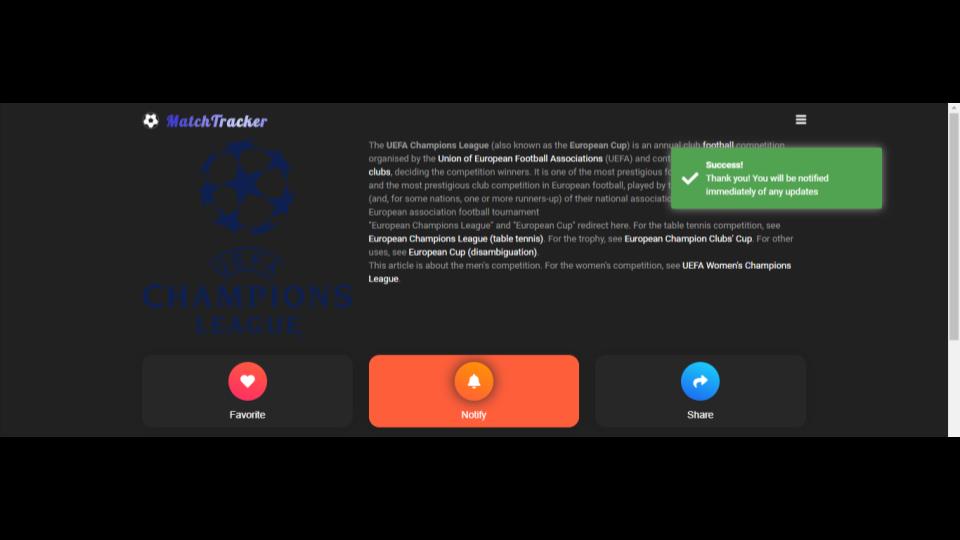 MatchTracker
The UEFA Champions League (also known as the European Cup) is an annual club football competition
organised by the Union of European Football Associations (UEFA) and cont
clubs, deciding the competition winners. It is one of the most prestigious fo
and the most prestigious club competition in European football, played by t
(and, for some nations, one or more runners-up) of their national associatio
European association football tournament
"European Champions League" and "European Cup" redirect here. For the table tennis competition, see
European Champions League (table tennis). For the trophy, see European Champion Clubs' Cup. For other
uses, see European Cup (disambiguation).
This article is about the men's competition. For the women's competition, see UEFA Women's Champions
League.
Success!
Thank you! You will be notified
immediately of any updates
UEFA
CHAMPIONS
LEAGUE
Favorite
Notify
Share